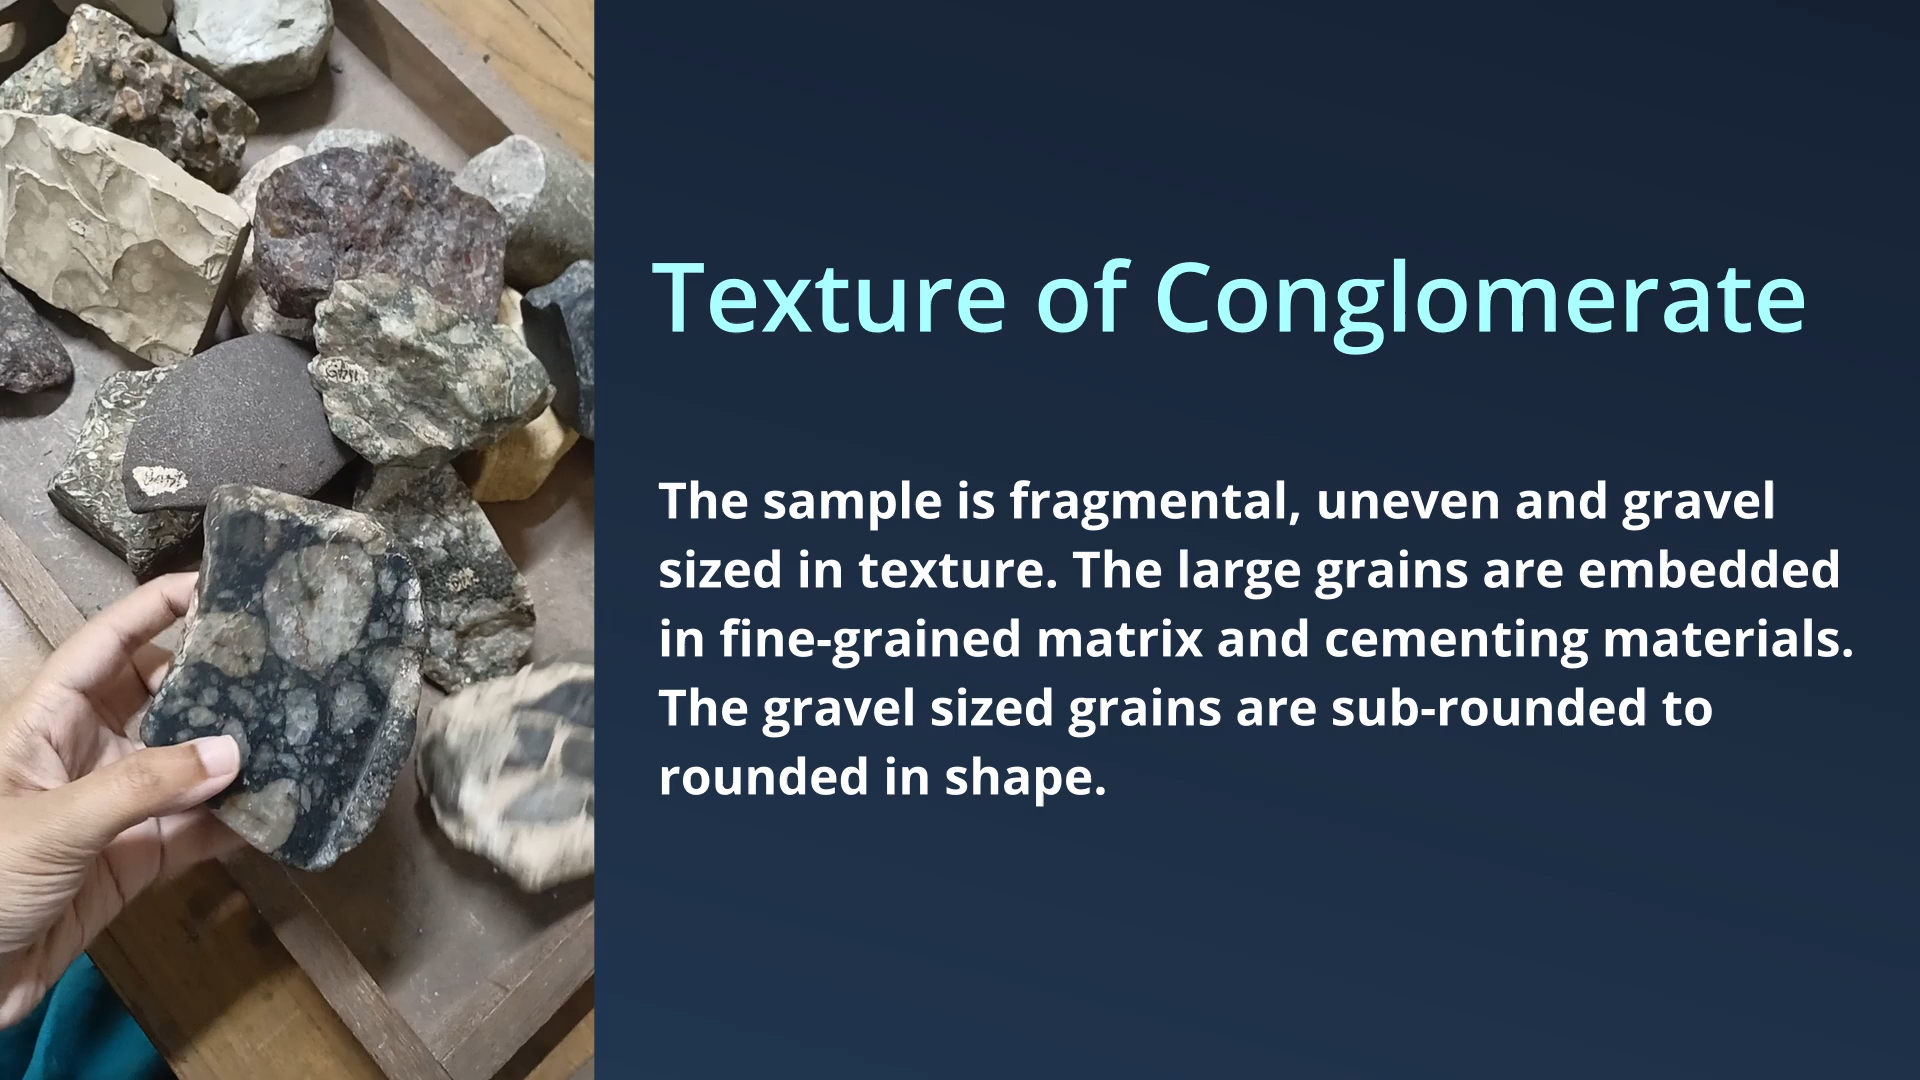 Texture of Conglomerate
The sample is fragmental, uneven and gravel
sized in texture. The large grains are embedded
in fine-grained matrix and cementing materials.
The gravel sized grains are sub-rounded to
rounded in shape.